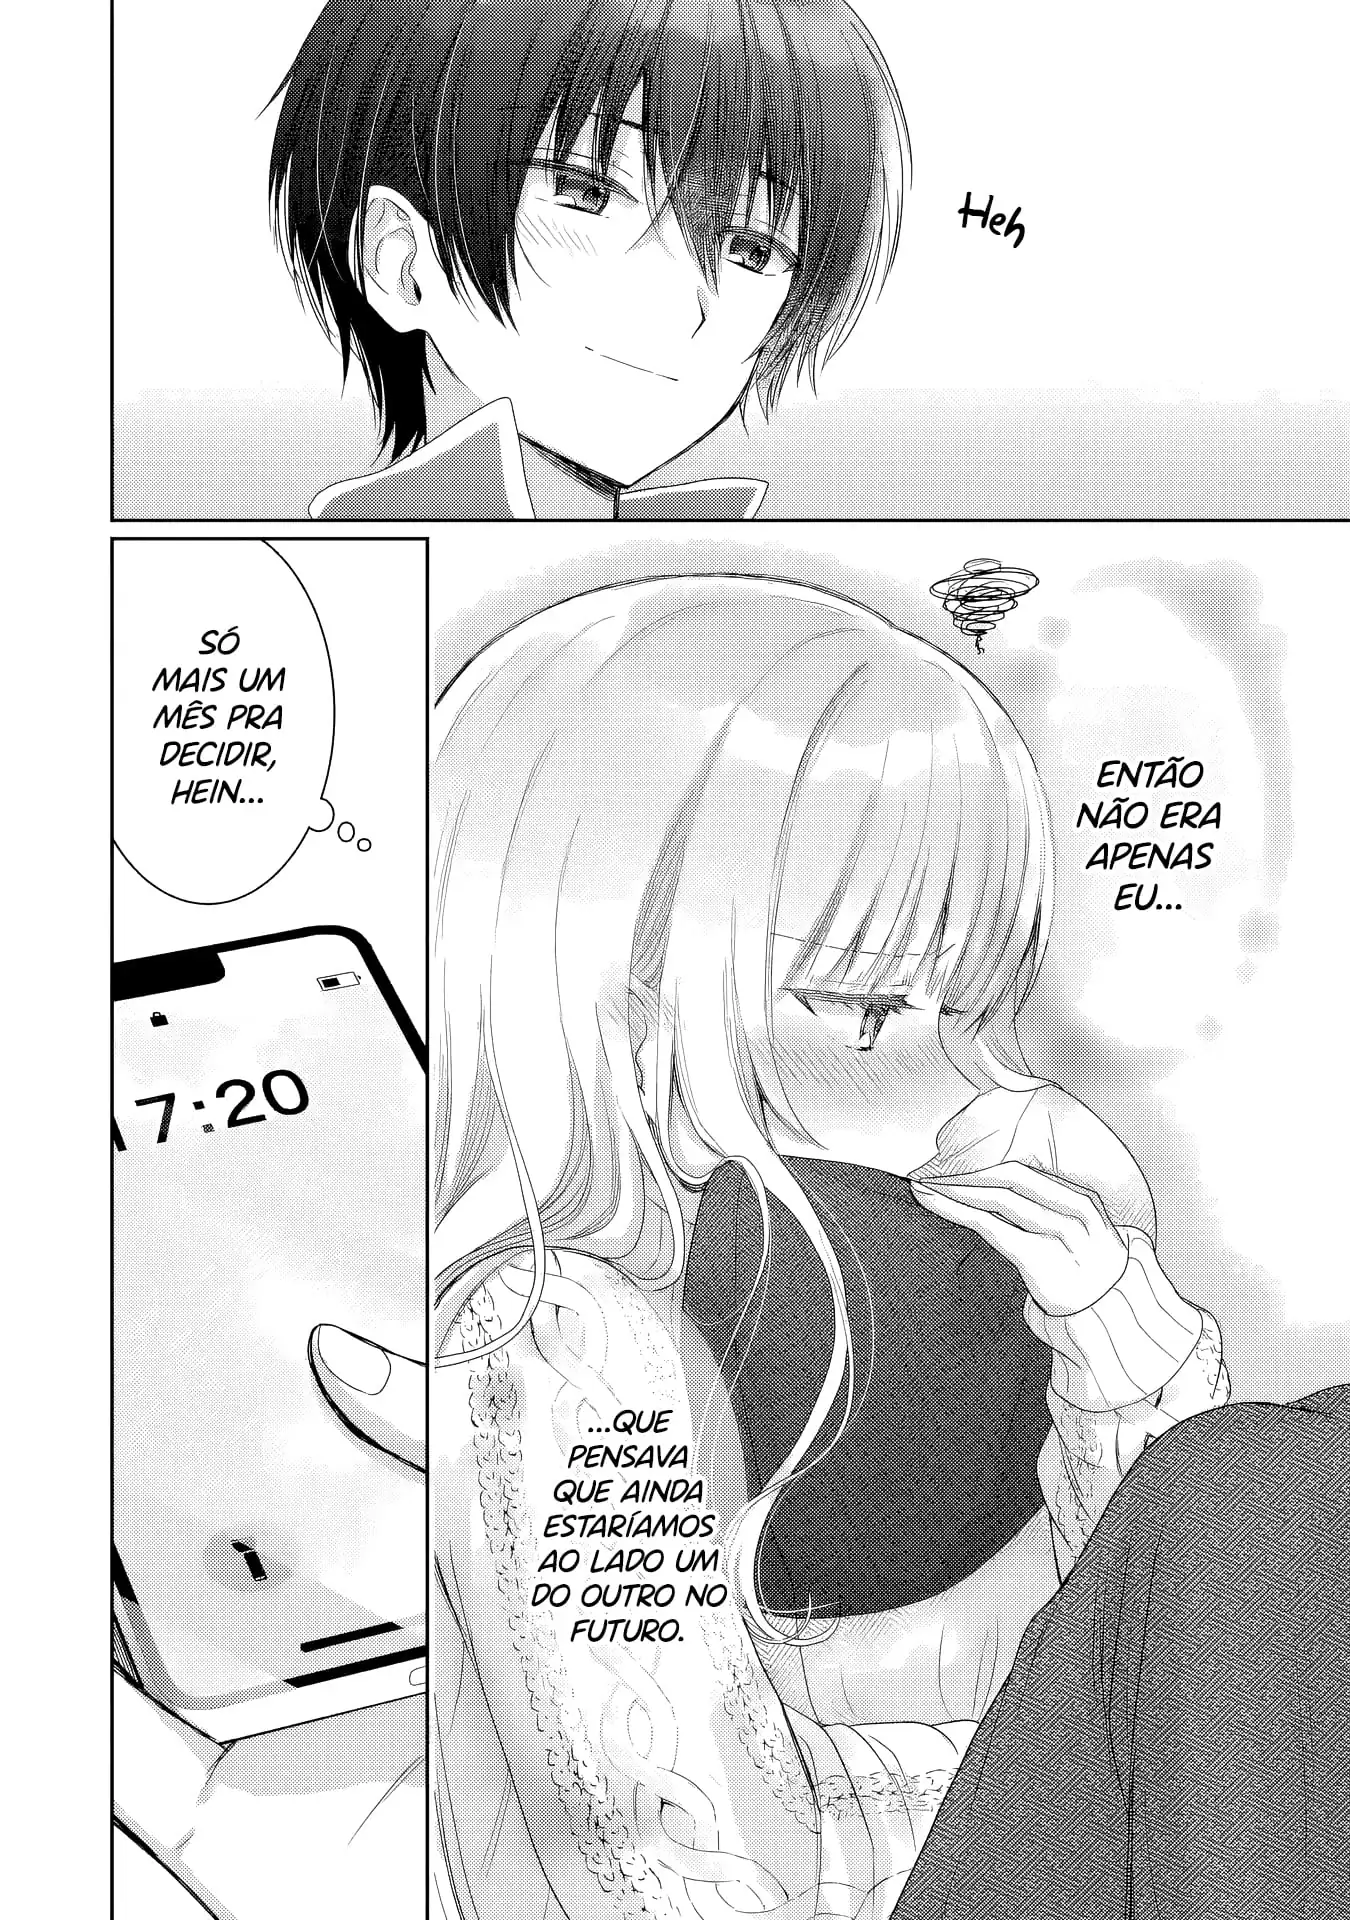 Heh
ENTÃO
NÃO ERA
APENAS
EU...
...QUE
PENSAVA
QUE AINDA
ESTARÍAMOS
AO LADO UM
DO OUTRO NO
FUTURO.
SÓ
MAIS UM
MÊS PRA
DECIDIR,
HEIN...
17:20